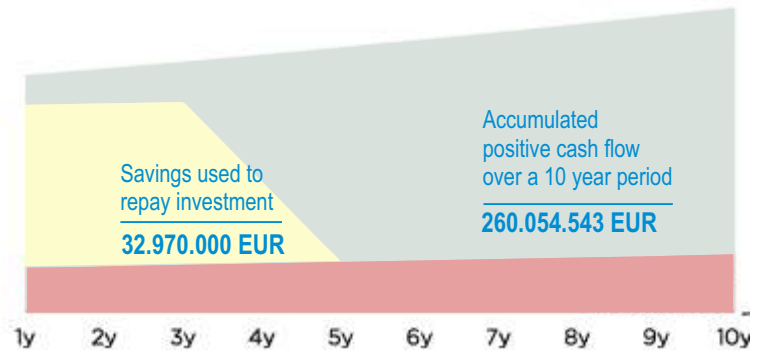 Accumulated
positive cash flow
over a 10 year period
260.054.543 EUR
Savings used to
repay investment
32.970.000 EUR
1y 2y 3y 4y 5y 6y 7y 8y 9y 10y